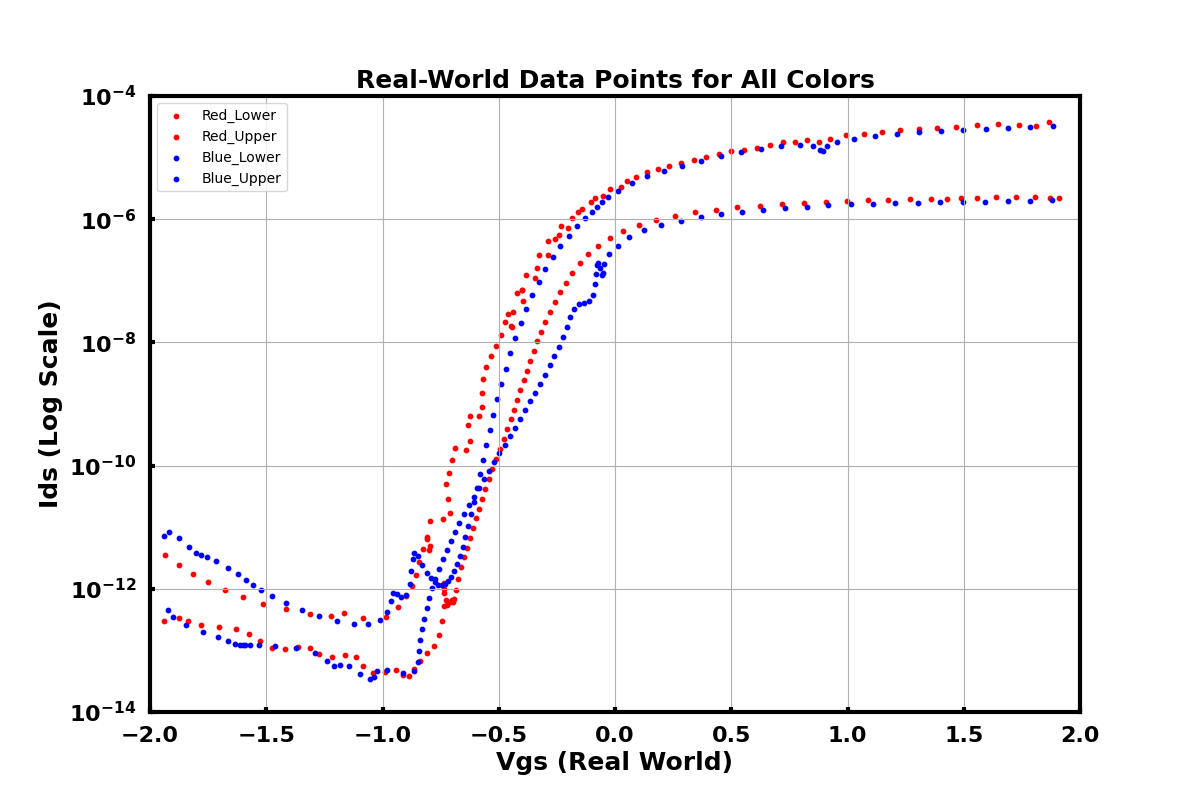 Real-World Data Points for All Colors
Red_Lower
Red_Upper
Blue_Lower
Blue_Upper
Ids (Log Scale)
10⁻⁴
10⁻⁶
10⁻⁸
10⁻¹⁰
10⁻¹²
10⁻¹⁴
−2.0 −1.5 −1.0 −0.5 0.0 0.5 1.0 1.5 2.0
Vgs (Real World)